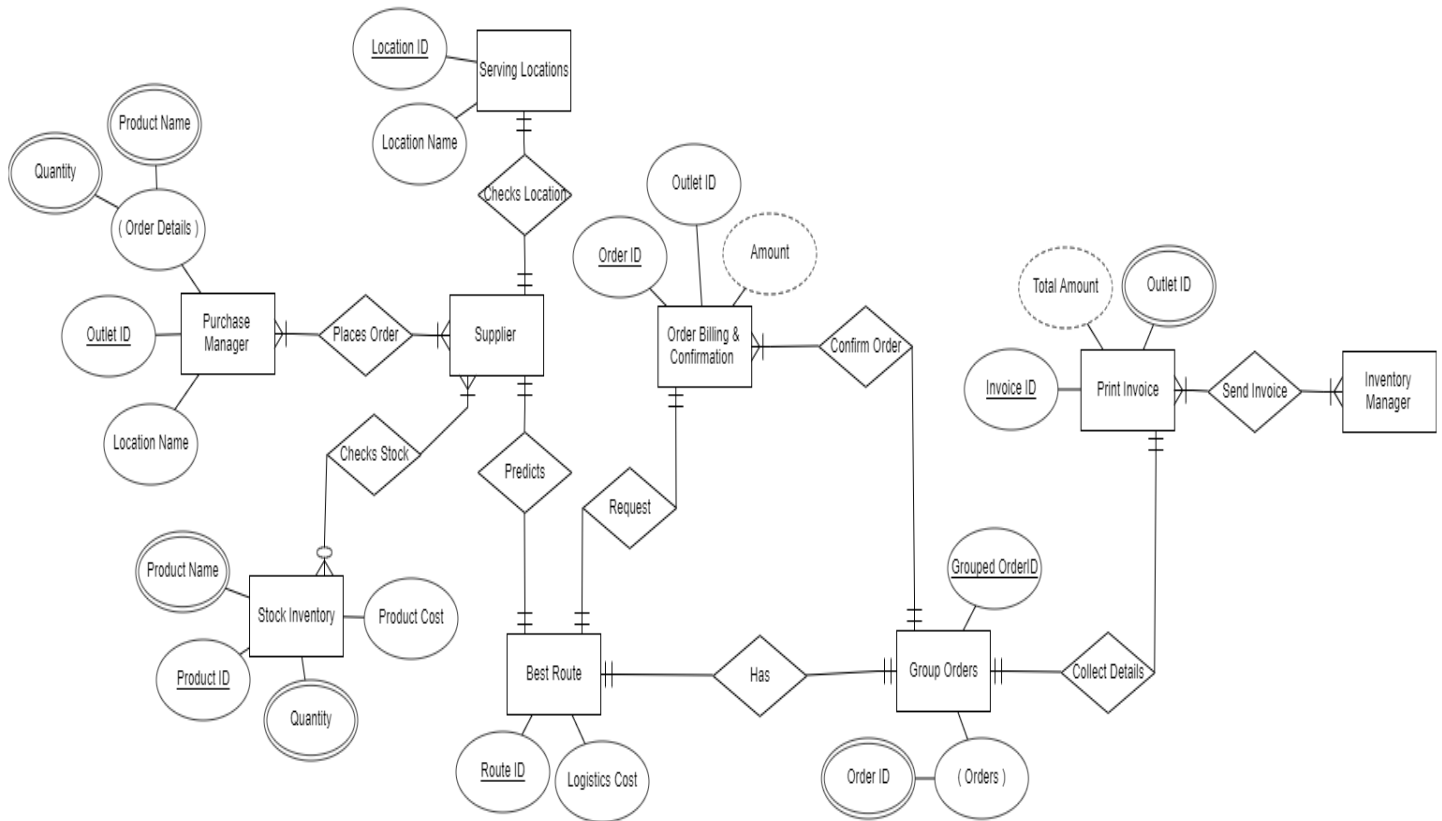 Location ID
Serving Locations
Location Name
Product Name
Quantity
( Order Details )
Checks Location
Outlet ID
Order ID
Amount
Total Amount
Outlet ID
Outlet ID
Purchase
Manager
Places Order
Supplier
Order Billing &
Confirmation
Confirm Order
Invoice ID
Print Invoice
Send Invoice
Inventory
Manager
Location Name
Checks Stock
Predicts
Request
Product Name
Stock Inventory
Product Cost
Product ID
Quantity
Grouped OrderID
Best Route
Has
Group Orders
Collect Details
Route ID
Logistics Cost
Order ID
( Orders )